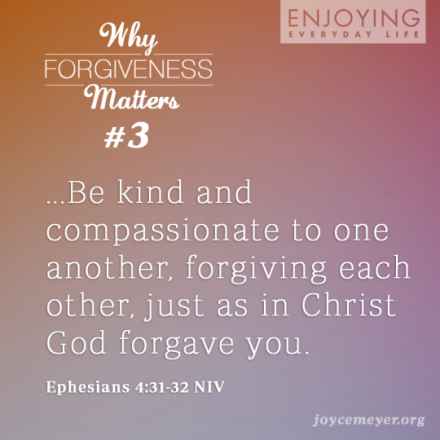 ENJOYING
EVERYDAY LIFE
Why
FORGIVENESS
Matters
#3
...Be kind and
compassionate to one
another, forgiving each
other, just as in Christ
God forgave you.
Ephesians 4:31-32 NIV
joycemeyer.org